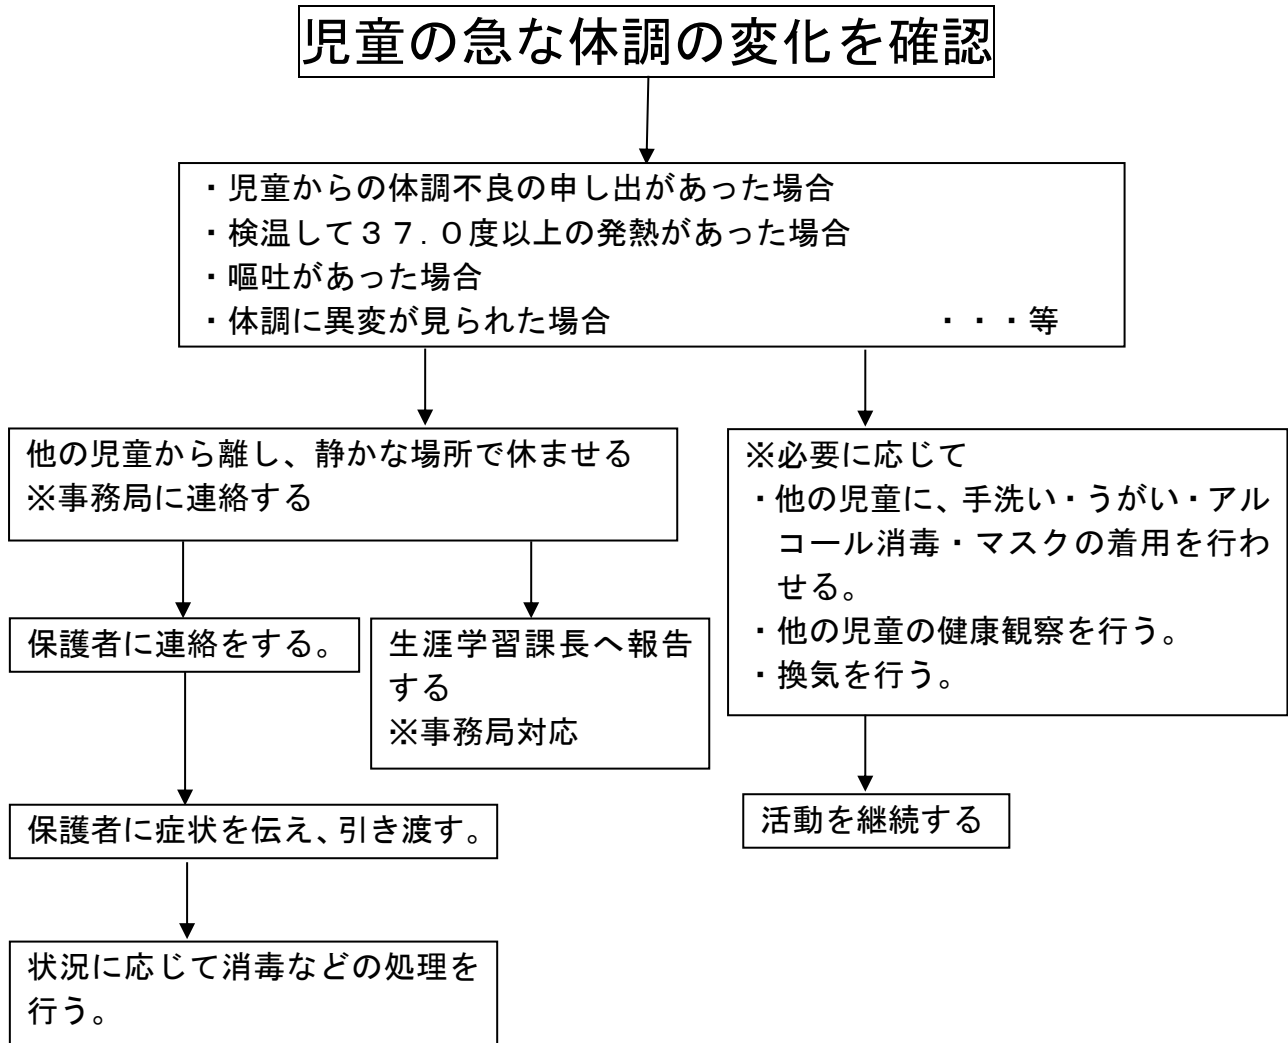 児童の急な体調の変化を確認
・児童からの体調不良の申し出があった場合
・検温して３７．０度以上の発熱があった場合
・嘔吐があった場合
・体調に異変が見られた場合　・・・等
他の児童から離し、静かな場所で休ませる
※事務局に連絡する
※必要に応じて
・他の児童に、手洗い・うがい・アル
コール消毒・マスクの着用を行わ
せる。
・他の児童の健康観察を行う。
・換気を行う。
保護者に連絡をする。
生涯学習課長へ報告
する
※事務局対応
保護者に症状を伝え、引き渡す。
活動を継続する
状況に応じて消毒などの処理を
行う。